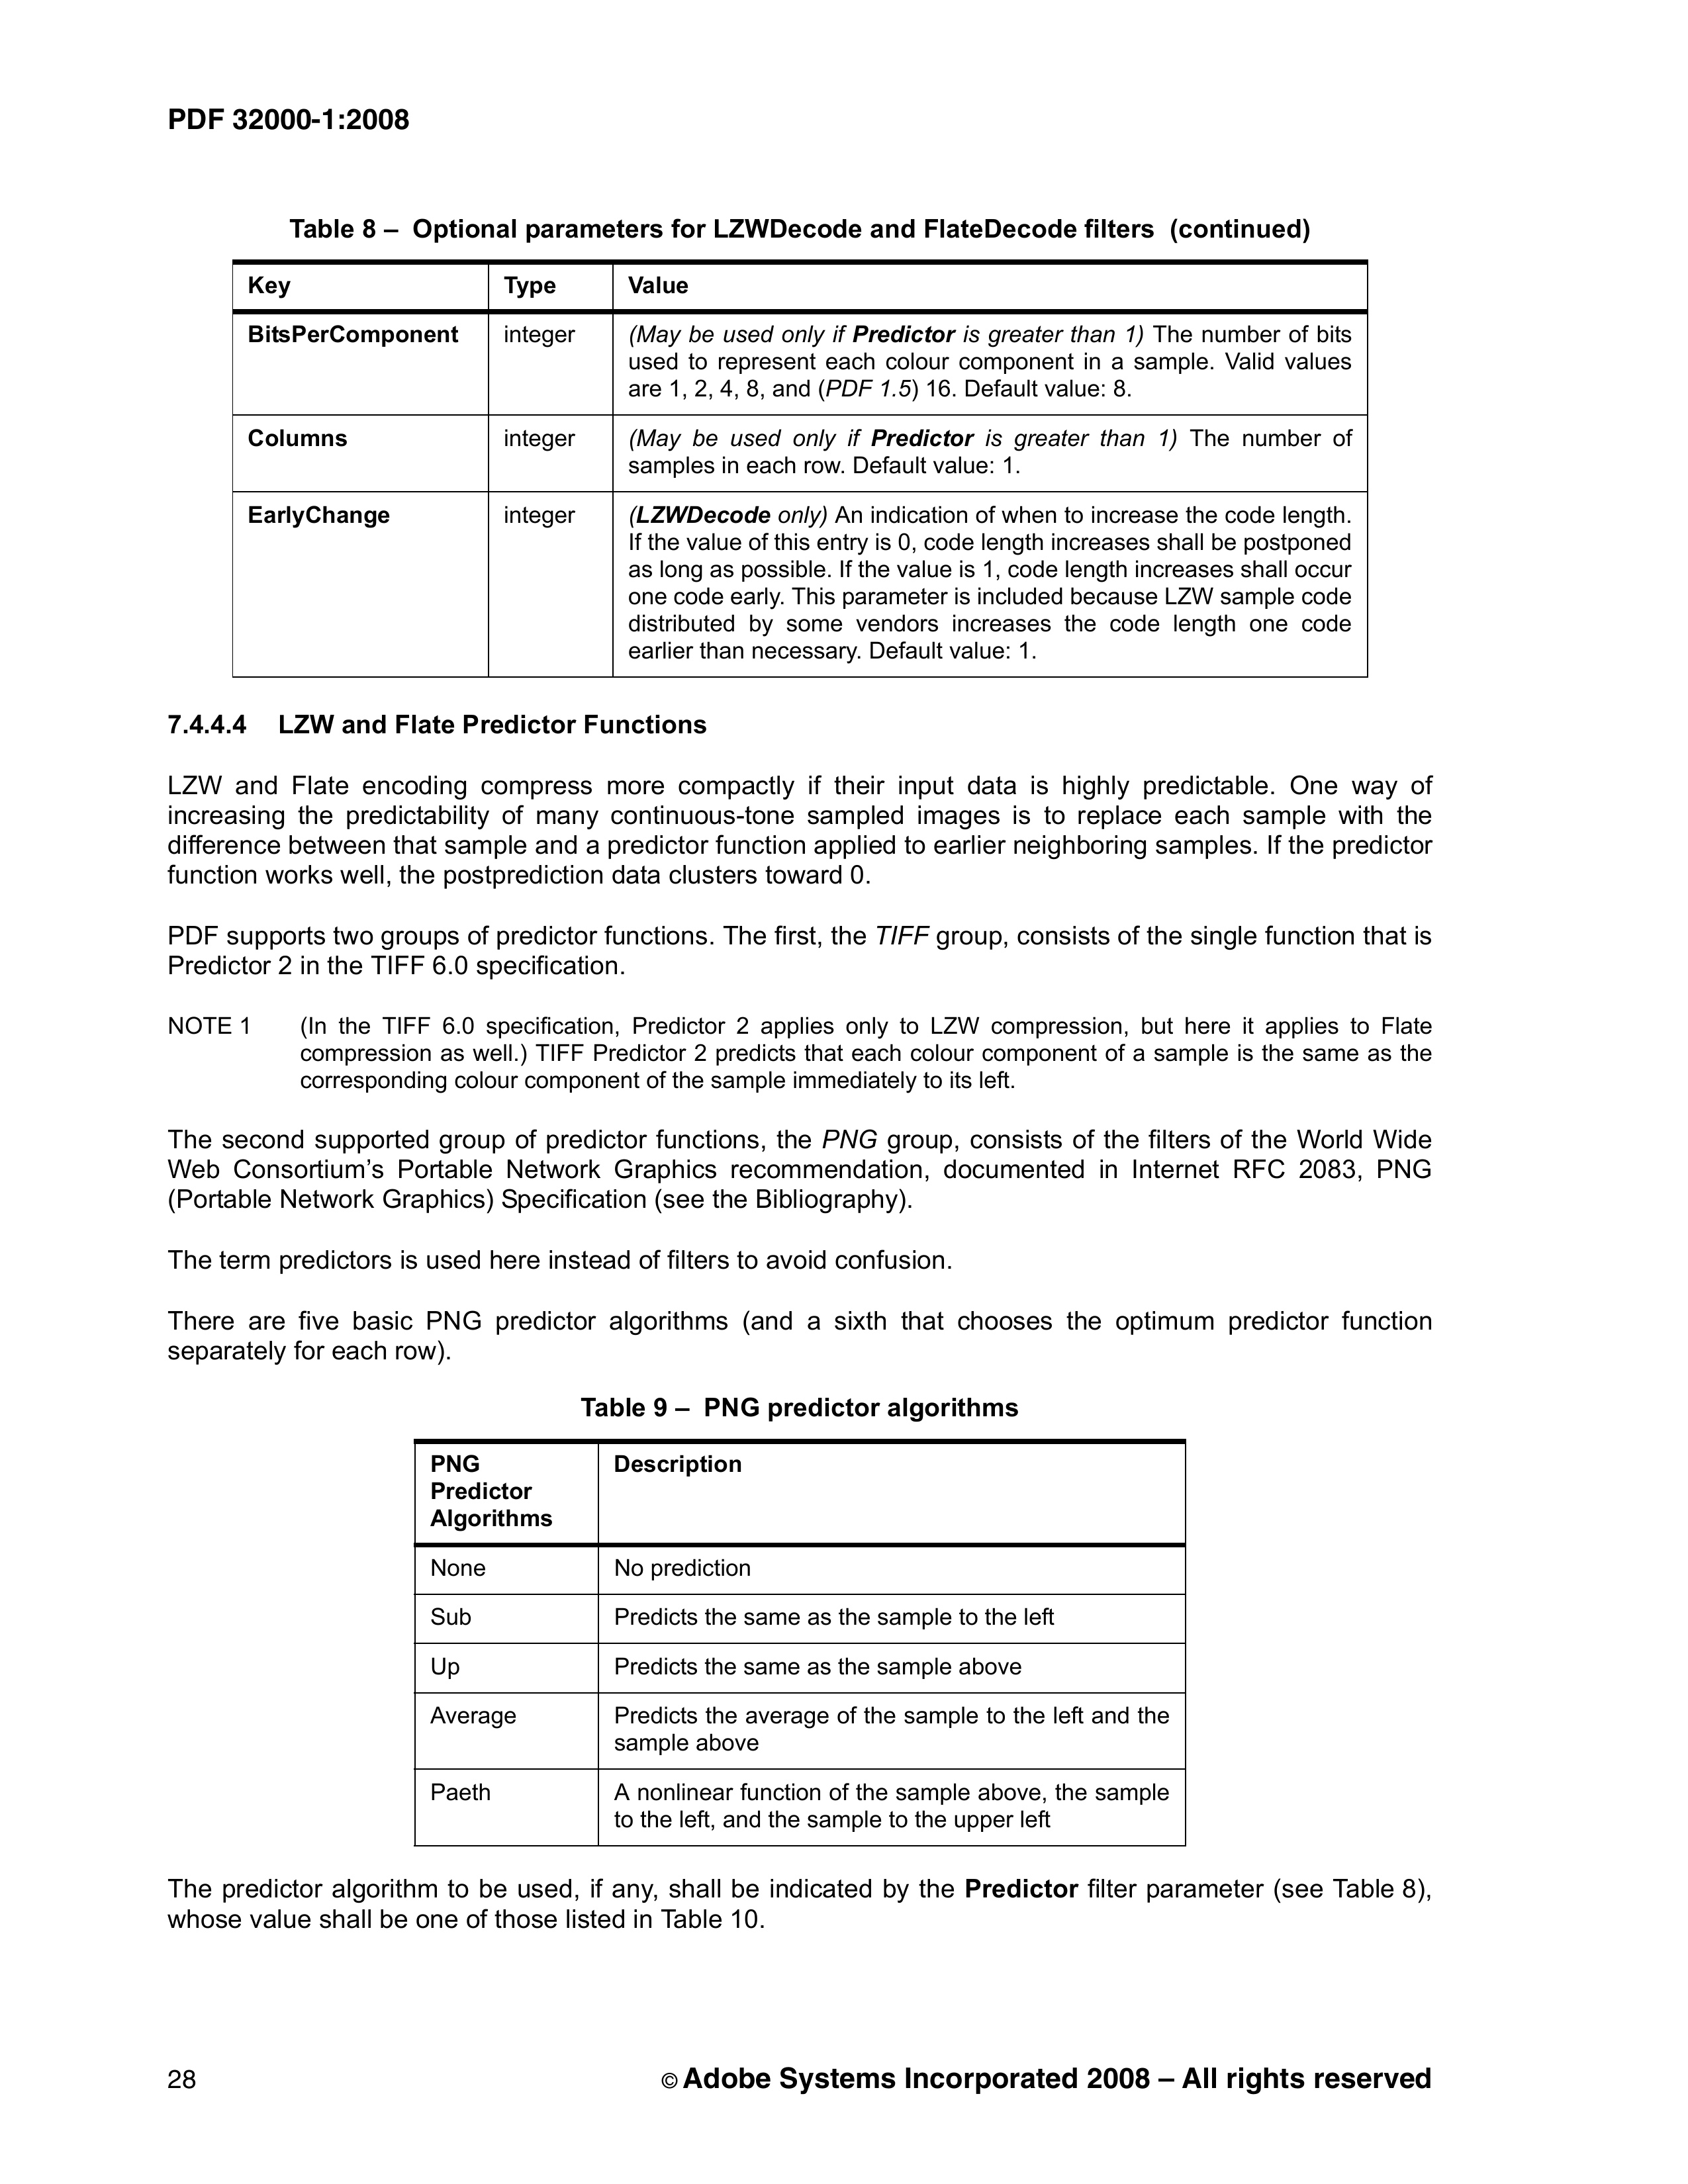 PDF 32000-1:2008
Table 8 – Optional parameters for LZWDecode and FlateDecode filters (continued)
Key Type Value
BitsPerComponent integer (May be used only if Predictor is greater than 1) The number of bits
used to represent each colour component in a sample. Valid values
are 1, 2, 4, 8, and (PDF 1.5) 16. Default value: 8.
Columns integer (May be used only if Predictor is greater than 1) The number of
samples in each row. Default value: 1.
EarlyChange integer (LZWDecode only) An indication of when to increase the code length.
If the value of this entry is 0, code length increases shall be postponed
as long as possible. If the value is 1, code length increases shall occur
one code early. This parameter is included because LZW sample code
distributed by some vendors increases the code length one code
earlier than necessary. Default value: 1.
7.4.4.4 LZW and Flate Predictor Functions
LZW and Flate encoding compress more compactly if their input data is highly predictable. One way of
increasing the predictability of many continuous-tone sampled images is to replace each sample with the
difference between that sample and a predictor function applied to earlier neighboring samples. If the predictor
function works well, the postprediction data clusters toward 0.
PDF supports two groups of predictor functions. The first, the TIFF group, consists of the single function that is
Predictor 2 in the TIFF 6.0 specification.
NOTE 1 (In the TIFF 6.0 specification, Predictor 2 applies only to LZW compression, but here it applies to Flate
compression as well.) TIFF Predictor 2 predicts that each colour component of a sample is the same as the
corresponding colour component of the sample immediately to its left.
The second supported group of predictor functions, the PNG group, consists of the filters of the World Wide
Web Consortium’s Portable Network Graphics recommendation, documented in Internet RFC 2083, PNG
(Portable Network Graphics) Specification (see the Bibliography).
The term predictors is used here instead of filters to avoid confusion.
There are five basic PNG predictor algorithms (and a sixth that chooses the optimum predictor function
separately for each row).
Table 9 – PNG predictor algorithms
PNG Description
Predictor
Algorithms
None No prediction
Sub Predicts the same as the sample to the left
Up Predicts the same as the sample above
Average Predicts the average of the sample to the left and the
sample above
Paeth A nonlinear function of the sample above, the sample
to the left, and the sample to the upper left
The predictor algorithm to be used, if any, shall be indicated by the Predictor filter parameter (see Table 8),
whose value shall be one of those listed in Table 10.
28 © Adobe Systems Incorporated 2008 – All rights reserved